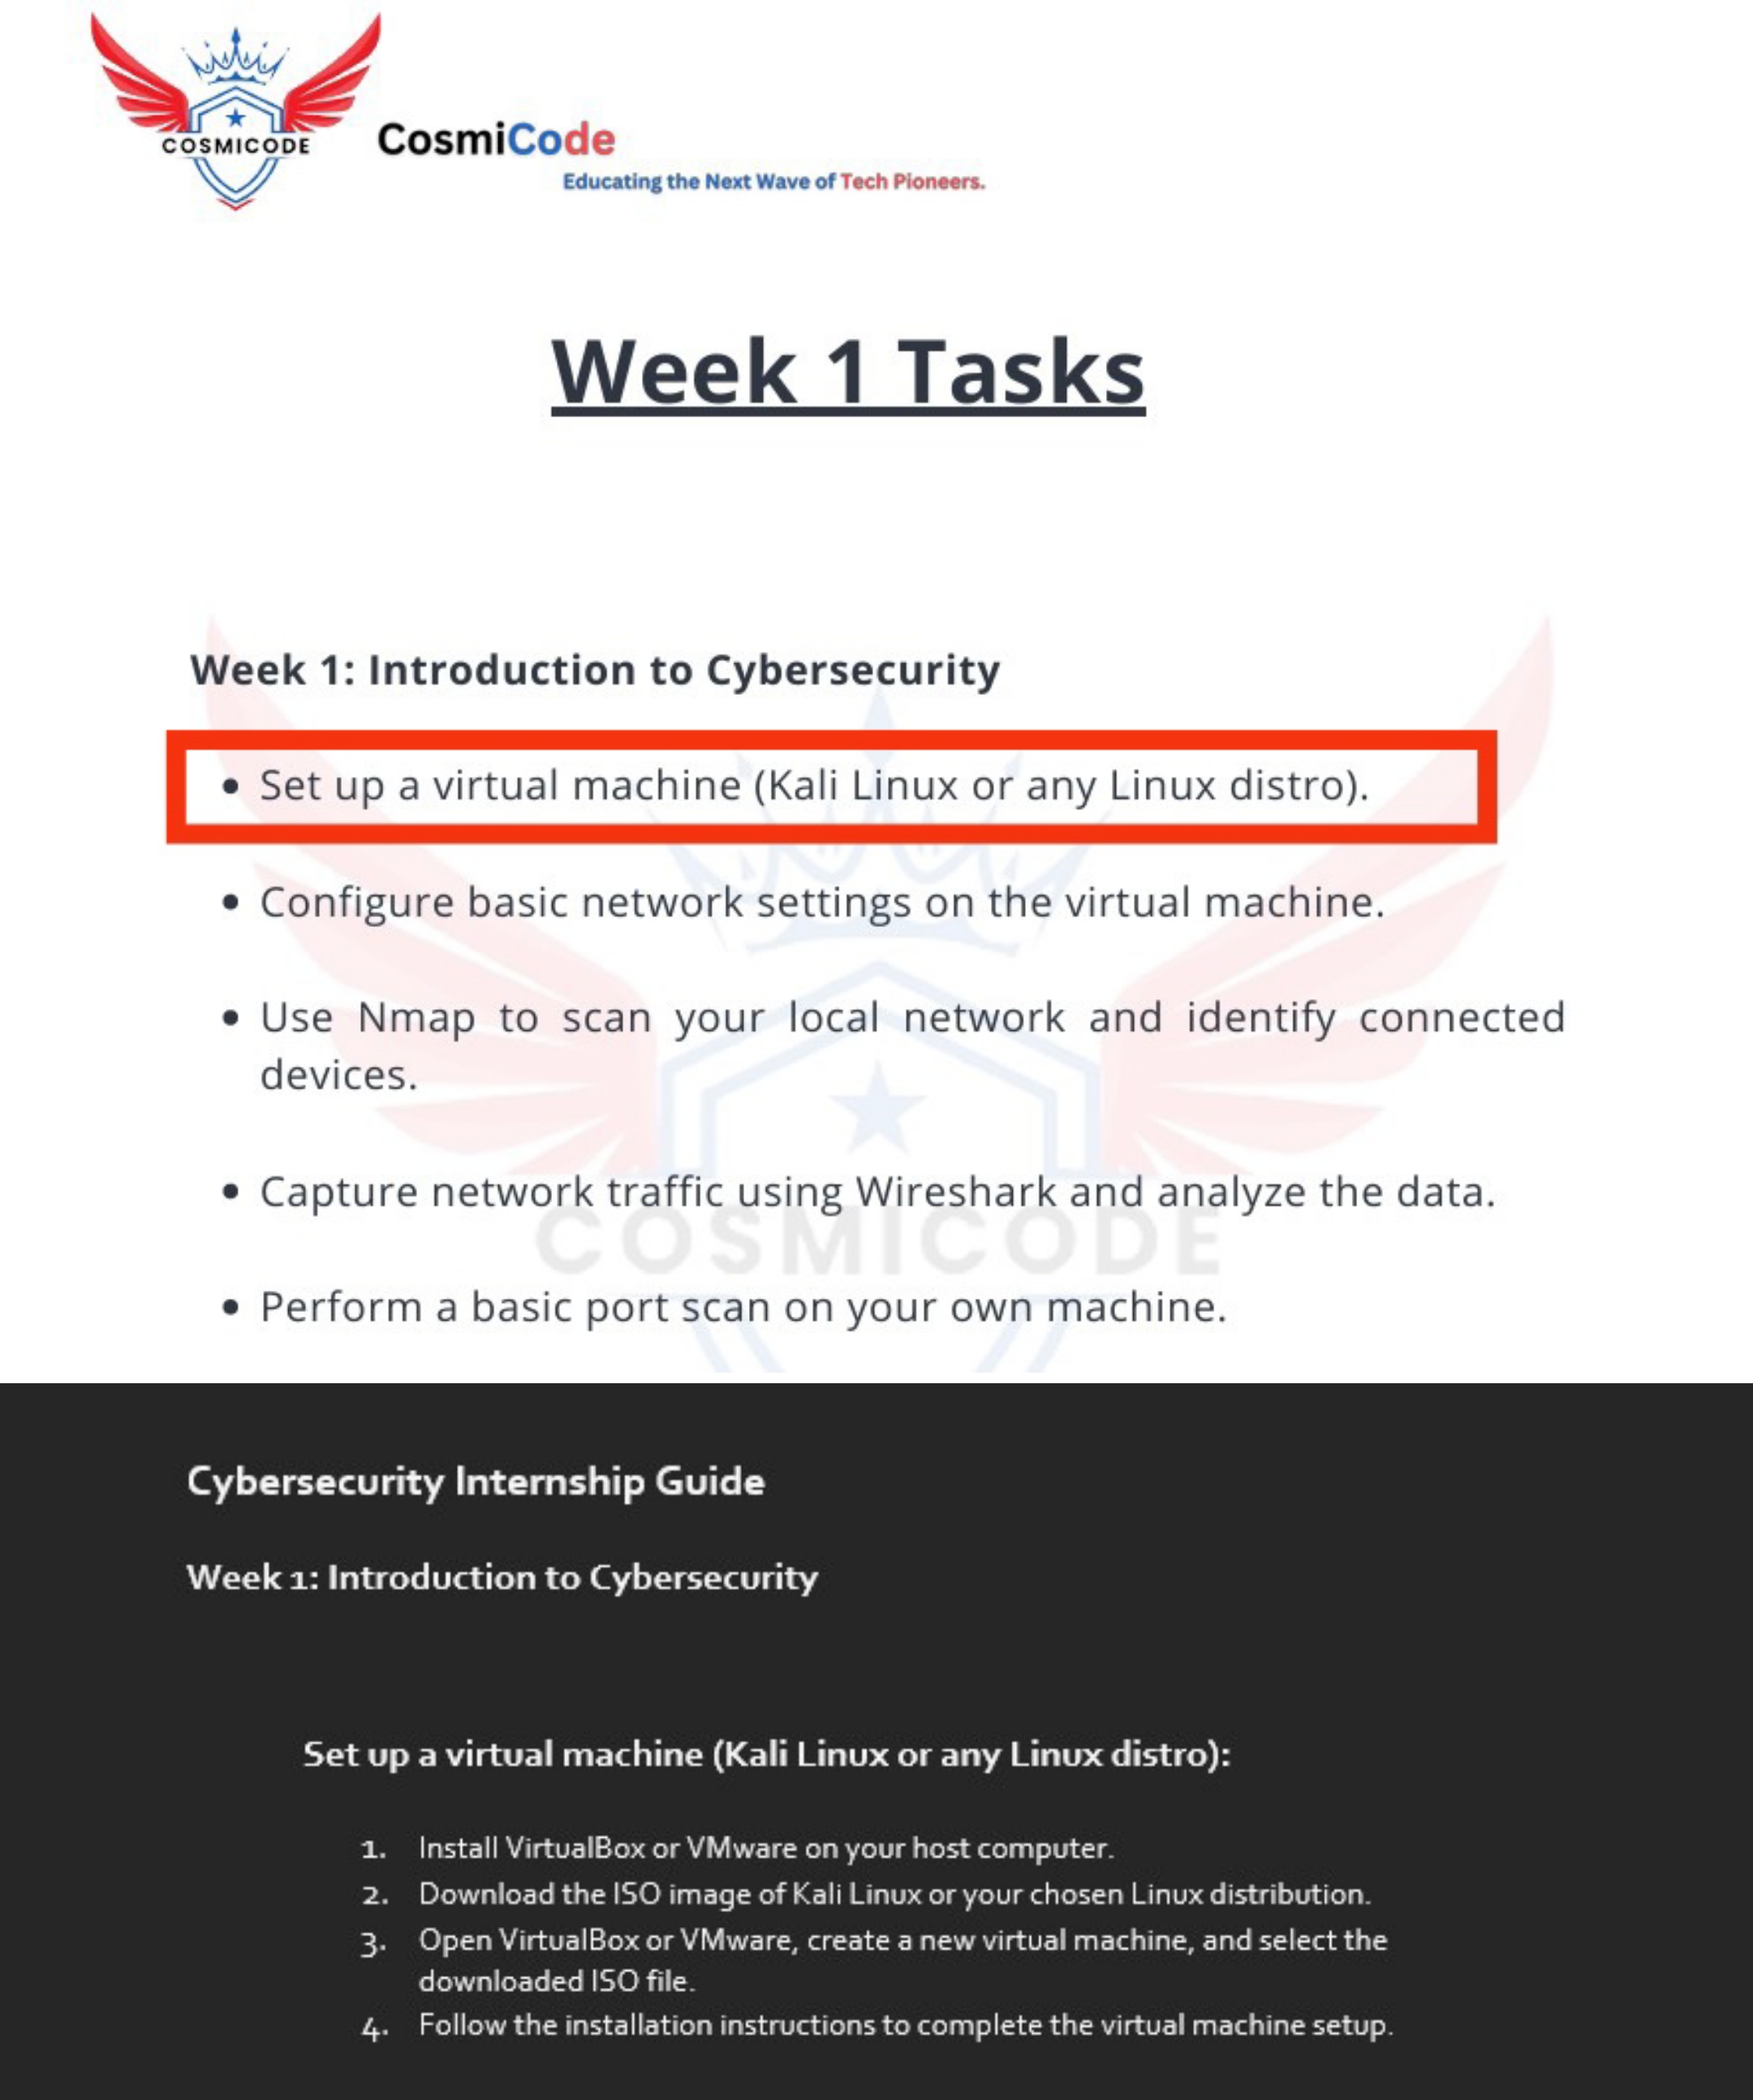 COSMICODE
CosmiCode
Educating the Next Wave of Tech Pioneers.
Week 1 Tasks
Week 1: Introduction to Cybersecurity
• Set up a virtual machine (Kali Linux or any Linux distro).
• Configure basic network settings on the virtual machine.
• Use Nmap to scan your local network and identify connected
devices.
• Capture network traffic using Wireshark and analyze the data.
COSMICODE
• Perform a basic port scan on your own machine.
Cybersecurity Internship Guide
Week 1: Introduction to Cybersecurity
Set up a virtual machine (Kali Linux or any Linux distro):
1. Install VirtualBox or VMware on your host computer.
2. Download the ISO image of Kali Linux or your chosen Linux distribution.
3. Open VirtualBox or VMware, create a new virtual machine, and select the
downloaded ISO file.
4. Follow the installation instructions to complete the virtual machine setup.